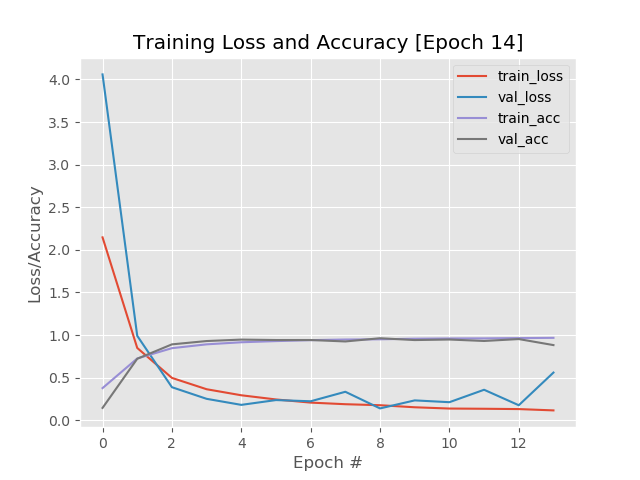 Training Loss and Accuracy [Epoch 14]
train_loss
val_loss
train_acc
val_acc
Loss/Accuracy
4.0
3.5
3.0
2.5
2.0
1.5
1.0
0.5
0.0
0 2 4 6 8 10 12
Epoch #